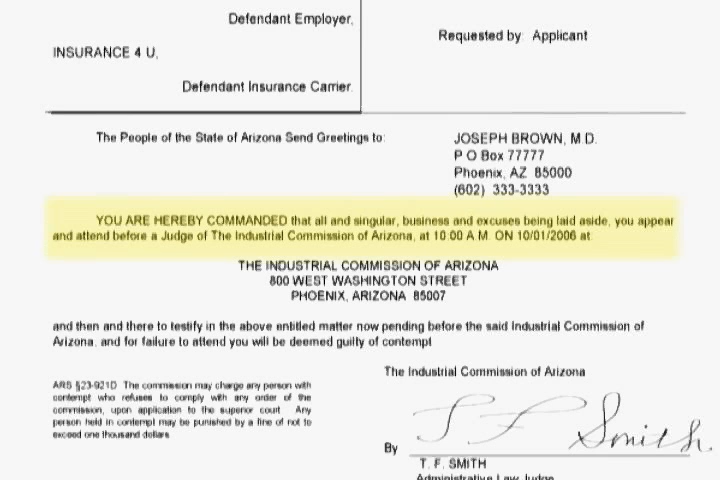 Defendant Employer,
Requested by: Applicant
INSURANCE 4 U,
Defendant Insurance Carrier.
The People of the State of Arizona Send Greetings to:
JOSEPH BROWN, M.D.
P O Box 77777
Phoenix, AZ 85000
(602) 333-3333
YOU ARE HEREBY COMMANDED that all and singular, business and excuses being laid aside, you appear
and attend before a Judge of The Industrial Commission of Arizona, at 10:00 A.M. ON 10/01/2006 at:
THE INDUSTRIAL COMMISSION OF ARIZONA
800 WEST WASHINGTON STREET
PHOENIX, ARIZONA 85007
and then and there to testify in the above entitled matter now pending before the said Industrial Commission of
Arizona. and for failure to attend you will be deemed guilty of contempt
The Industrial Commission of Arizona
ARS §23-921D The commission may charge any person with
contempt who refuses to comply with any order of the
commission, upon application to the superior court. Any
person held in contempt may be punished by a fine of not to
exceed one thousand dollars
T F Smith
By
T. F. SMITH
Administrative Law Judge